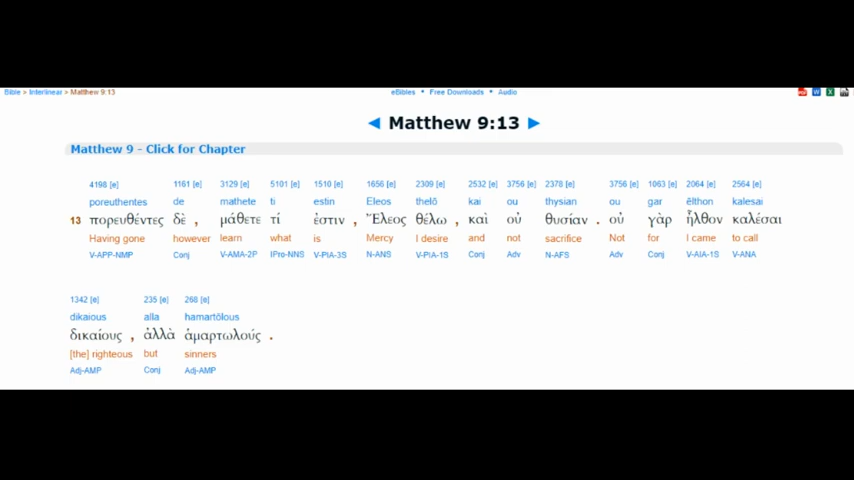 Bible > Interlinear > Matthew 9:13 eBibles • Free Downloads • Audio
◄ Matthew 9:13 ►
Matthew 9 - Click for Chapter
4198 [e] 1161 [e] 3129 [e] 5101 [e] 1510 [e] 1656 [e] 2309 [e] 2532 [e] 3756 [e] 2378 [e] 3756 [e] 1063 [e] 2064 [e] 2564 [e]
poreuthentes de mathete ti estin Eleos thelō kai ou thysian ou gar ēlthon kalesai
13 πορευθέντες δὲ , μάθετε τί ἐστιν , Ἔλεος θέλω , καὶ οὐ θυσίαν . οὐ γὰρ ἦλθον καλέσαι
Having gone however learn what is Mercy I desire and not sacrifice Not for I came to call
V-APP-NMP Conj V-AMA-2P IPro-NNS V-PIA-3S N-ANS V-PIA-1S Conj Adv N-AFS Adv Conj V-AIA-1S V-ANA
1342 [e] 235 [e] 268 [e]
dikaious alla hamartōlous
δικαίους , ἀλλὰ ἁμαρτωλούς .
[the] righteous but sinners
Adj-AMP Conj Adj-AMP